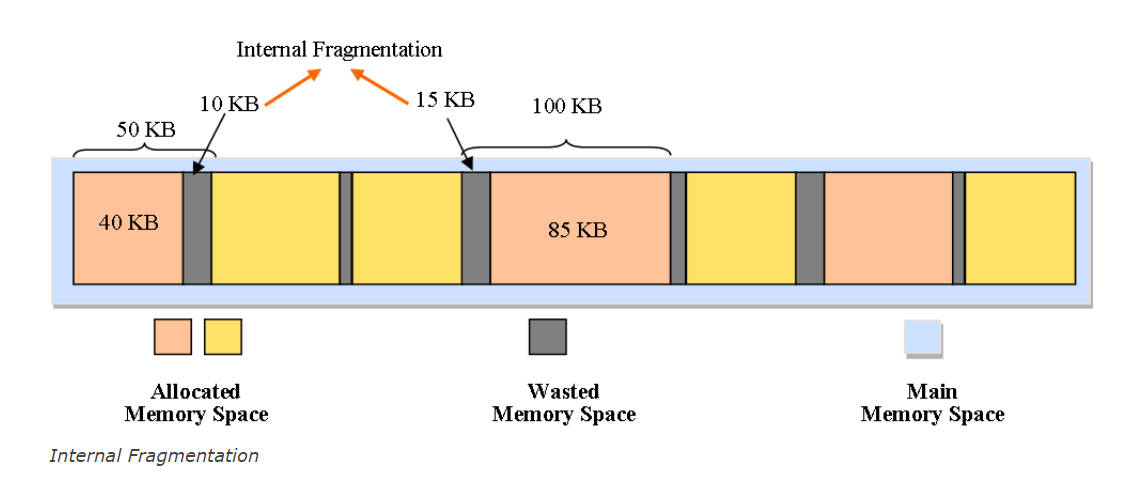 Internal Fragmentation
10 KB
15 KB
100 KB
50 KB
40 KB
85 KB
Allocated
Memory Space
Wasted
Memory Space
Main
Memory Space
Internal Fragmentation